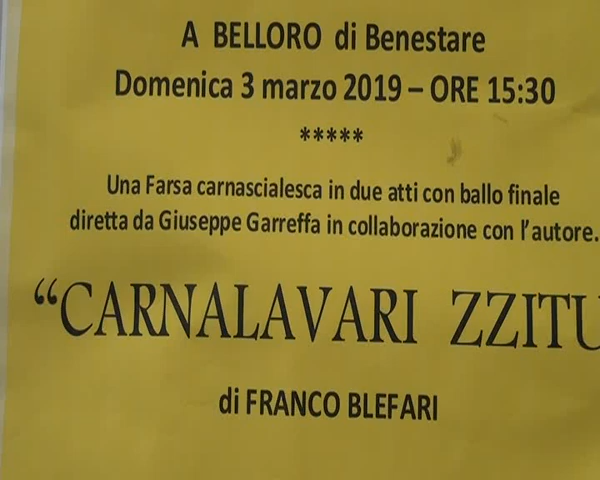 A BELLORO di Benestare
Domenica 3 marzo 2019 – ORE 15:30
*****
Una Farsa carnascialesca in due atti con ballo finale
diretta da Giuseppe Garreffa in collaborazione con l'autore.
“CARNALAVARI ZZITU
di FRANCO BLEFARI